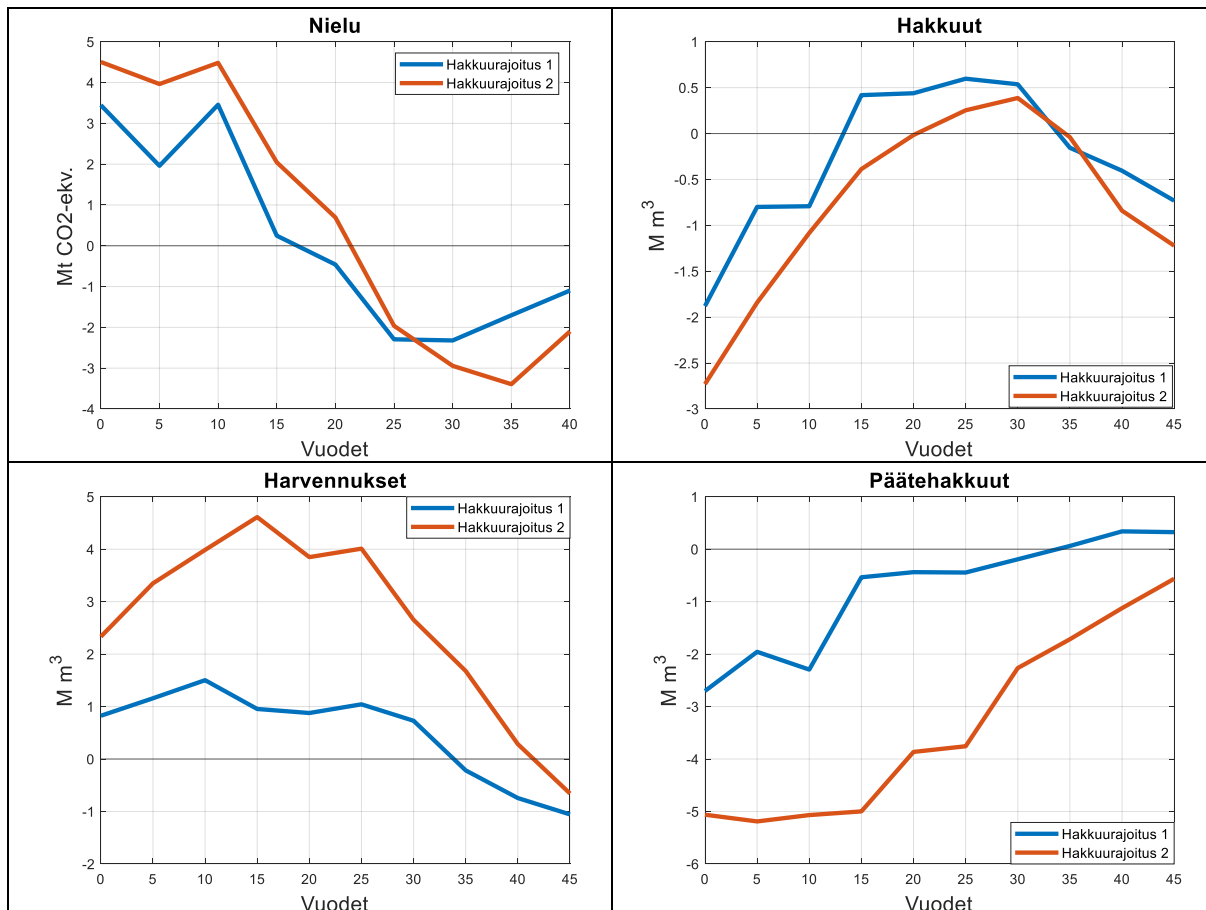 Nielu
5
4
3
2
1
0
-1
-2
-3
-4
Mt CO2-ekv.
Hakkuurajoitus 1
Hakkuurajoitus 2
0 5 10 15 20 25 30 35 40
Vuodet
Hakkuut
1
0.5
0
-0.5
-1
-1.5
-2
-2.5
-3
M m³
Hakkuurajoitus 1
Hakkuurajoitus 2
0 5 10 15 20 25 30 35 40 45
Vuodet
Harvennukset
5
4
3
2
1
0
-1
-2
M m³
Hakkuurajoitus 1
Hakkuurajoitus 2
0 5 10 15 20 25 30 35 40 45
Vuodet
Päätehakkuut
1
0
-1
-2
-3
-4
-5
-6
M m³
Hakkuurajoitus 1
Hakkuurajoitus 2
0 5 10 15 20 25 30 35 40 45
Vuodet